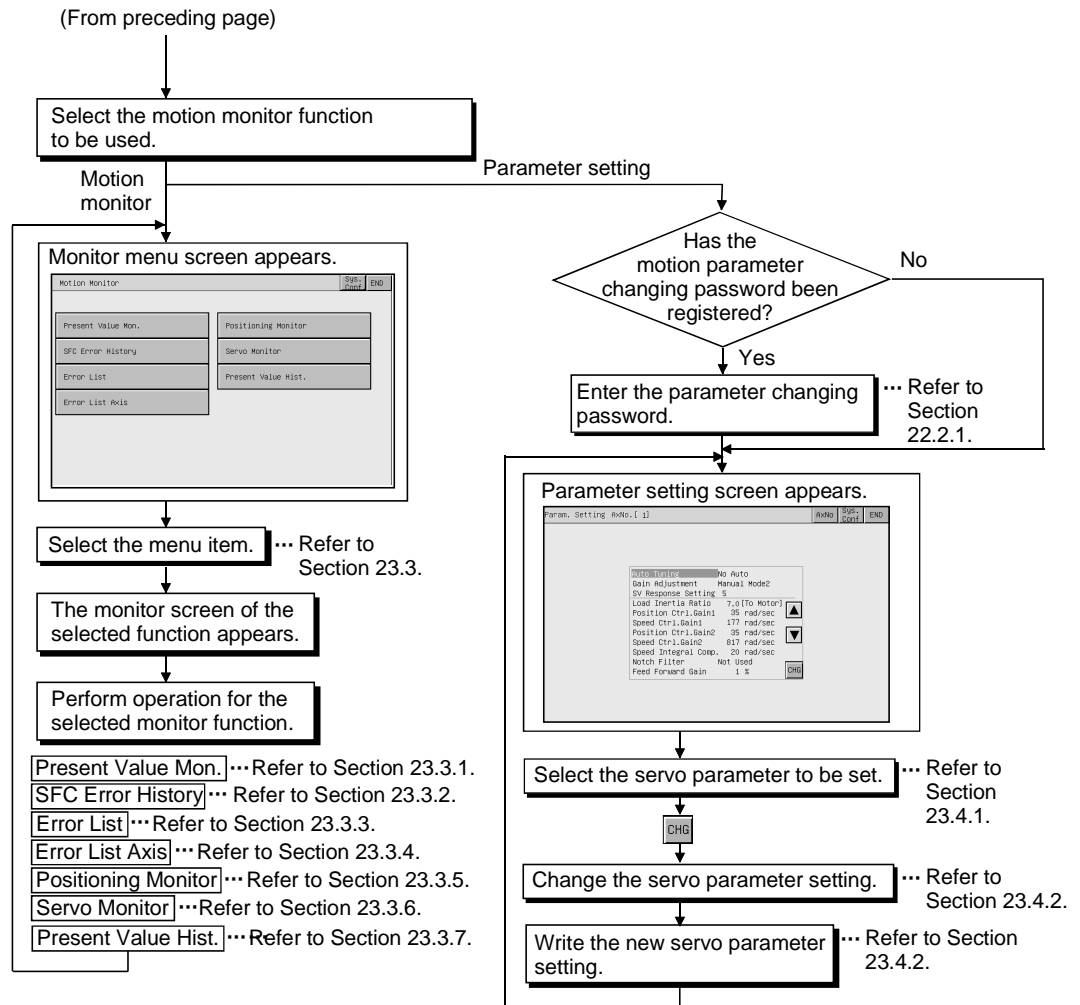 (From preceding page)
Select the motion monitor function
to be used.
Motion
monitor
Monitor menu screen appears.
Motion Monitor
Sys.
Conf
END
Present Value Mon.
Positioning Monitor
SFC Error History
Servo Monitor
Error List
Present Value Hist.
Error List Axis
Select the menu item.
··· Refer to
Section 23.3.
The monitor screen of the
selected function appears.
Perform operation for the
selected monitor function.
Present Value Mon. ··· Refer to Section 23.3.1.
SFC Error History ··· Refer to Section 23.3.2.
Error List ··· Refer to Section 23.3.3.
Error List Axis ··· Refer to Section 23.3.4.
Positioning Monitor ··· Refer to Section 23.3.5.
Servo Monitor ··· Refer to Section 23.3.6.
Present Value Hist. ··· Refer to Section 23.3.7.
Parameter setting
Has the
motion parameter
changing password been
registered?
No
Yes
Enter the parameter changing
password.
··· Refer to
Section
22.2.1.
Parameter setting screen appears.
Param. Setting AxNo.[ 1]
AxNo
Sys.
Conf
END
Auto Tuning No Auto
Gain Adjustment Manual Mode2
SV Response Setting 5
Load Inertia Ratio 7.0[To Motor]
Position Ctrl.Gain1 35 rad/sec
Speed Ctrl.Gain1 177 rad/sec
Position Ctrl.Gain2 35 rad/sec
Speed Ctrl.Gain2 817 rad/sec
Speed Integral Comp. 20 rad/sec
Notch Filter Not Used
Feed Forward Gain 1 %
CHG
Select the servo parameter to be set.
··· Refer to
Section
23.4.1.
CHG
Change the servo parameter setting.
··· Refer to
Section 23.4.2.
Write the new servo parameter
setting.
··· Refer to Section
23.4.2.